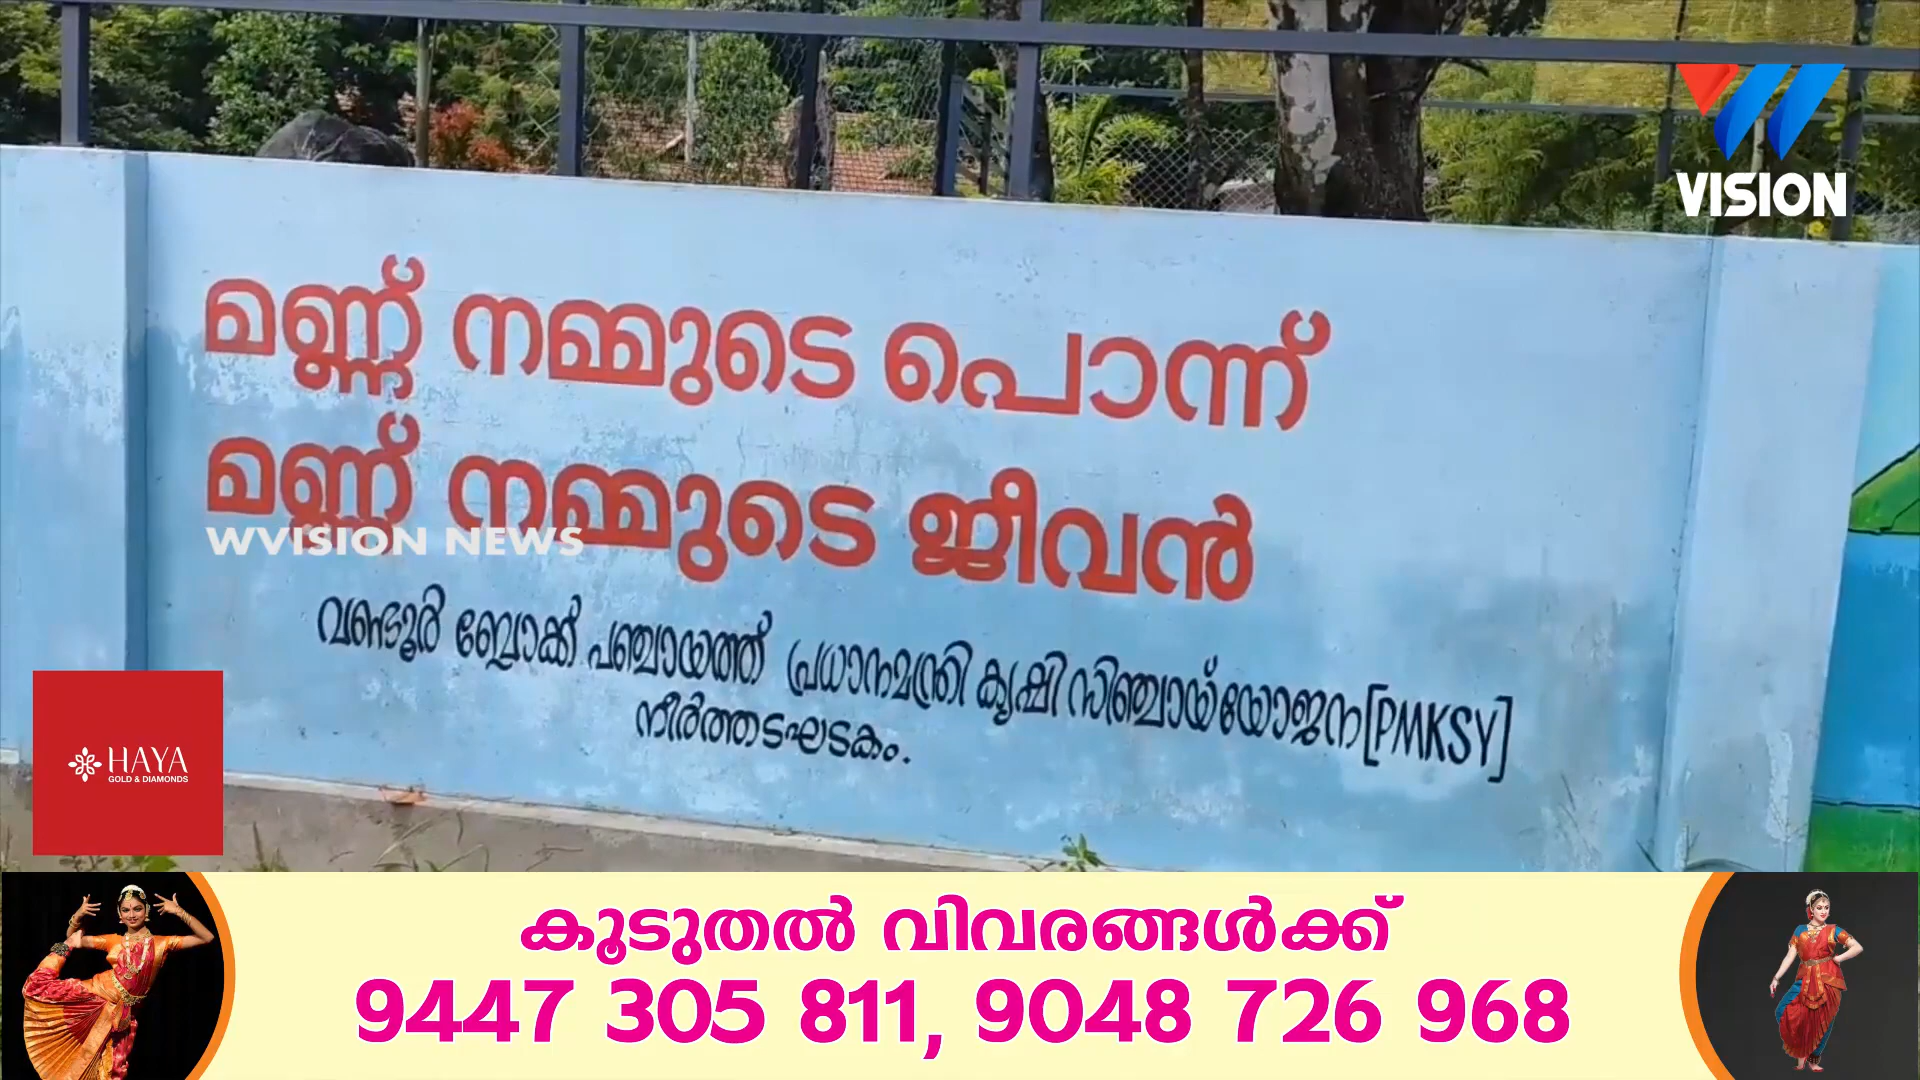 VISION
മണ്ണ് നമ്മുടെ പൊന്ന്
മണ്ണ് നമ്മുടെ ജീവൻ
WVISION NEWS
വണ്ടൂർ ബ്ലോക്ക് പഞ്ചായത്ത് പ്രധാനമന്ത്രി കൃഷി സിഞ്ചായ് യോജന [PMKSY]
നീർത്തടഘടകം.
HAYA
GOLD & DIAMONDS
കൂടുതൽ വിവരങ്ങൾക്ക്
9447 305 811, 9048 726 968